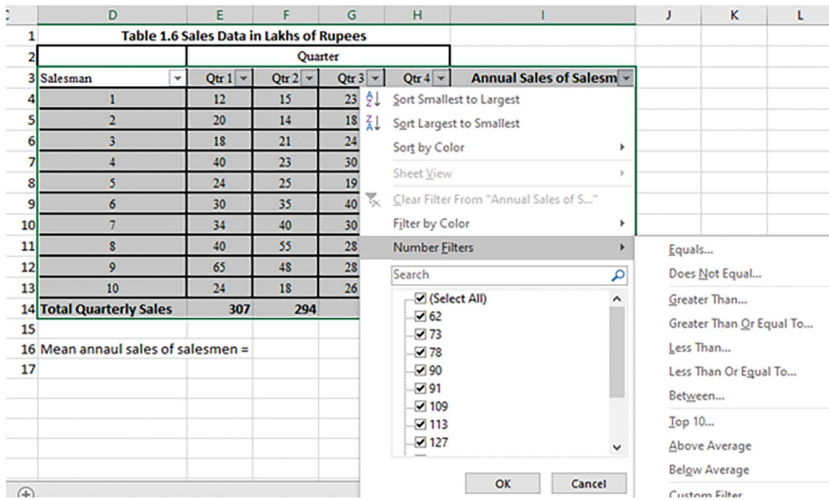 D E F G H I J K L
1 Table 1.6 Sales Data in Lakhs of Rupees
2 Quarter
3 Salesman Qtr 1 Qtr 2 Qtr 3 Qtr 4 Annual Sales of Salesm
4 1 12 15 23
5 2 20 14 18
6 3 18 21 24
7 4 40 23 30
8 5 24 25 19
9 6 30 35 40
10 7 34 40 30
11 8 40 55 28
12 9 65 48 28
13 10 24 18 26
14 Total Quarterly Sales 307 294
15
16 Mean annaul sales of salesmen =
17
Sort Smallest to Largest
Sort Largest to Smallest
Sort by Color
Sheet View
Clear Filter From "Annual Sales of S..."
Filter by Color
Number Filters
Search
(Select All)
62
73
78
90
91
109
113
127
OK Cancel
Equals...
Does Not Equal...
Greater Than...
Greater Than Or Equal To...
Less Than...
Less Than Or Equal To...
Between...
Top 10...
Above Average
Below Average
Custom Filter